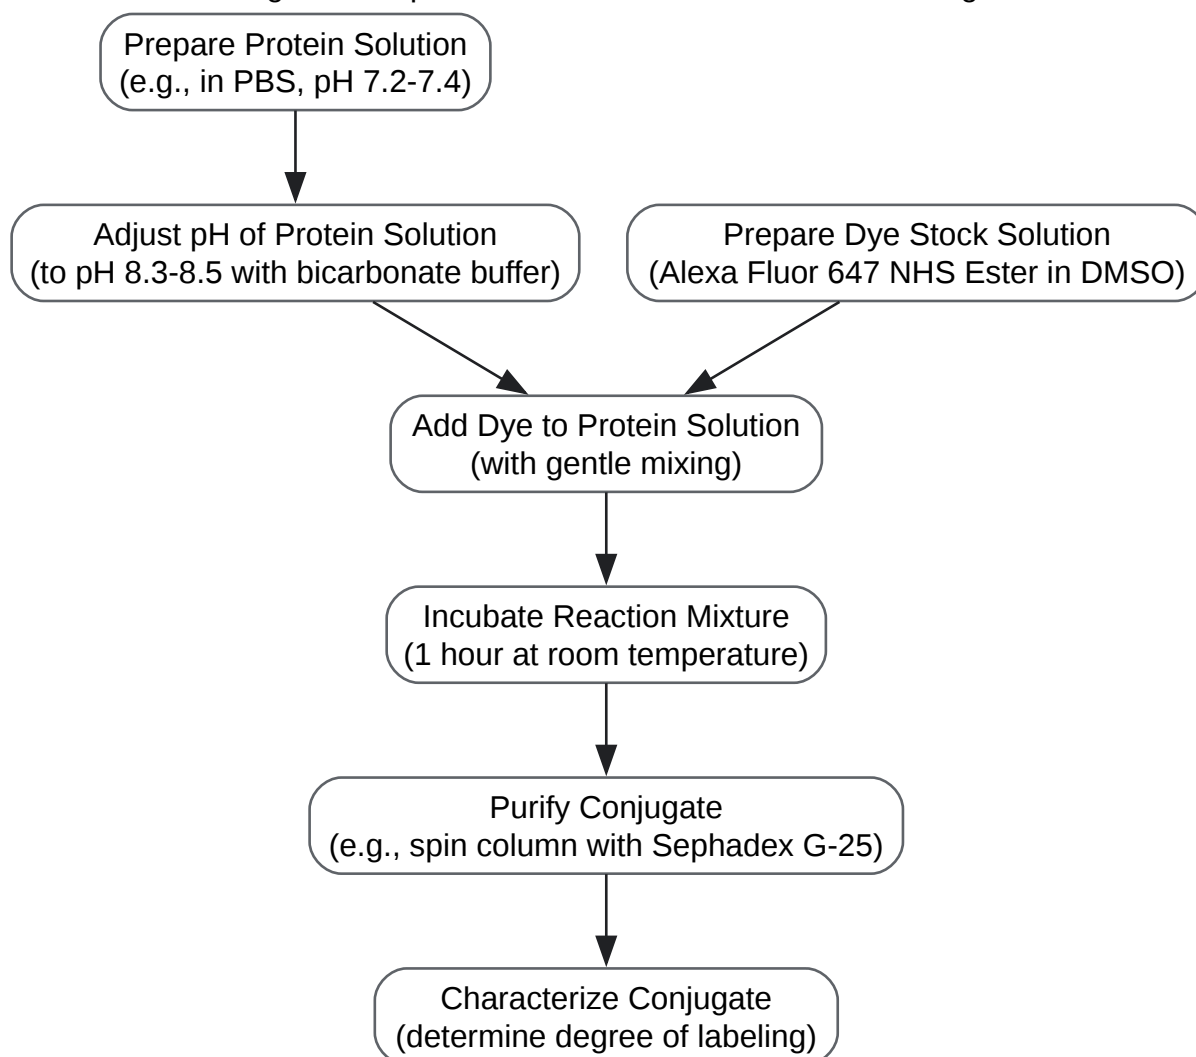 Prepare Protein Solution
(e.g., in PBS, pH 7.2-7.4)
Adjust pH of Protein Solution
(to pH 8.3-8.5 with bicarbonate buffer)
Prepare Dye Stock Solution
(Alexa Fluor 647 NHS Ester in DMSO)
Add Dye to Protein Solution
(with gentle mixing)
Incubate Reaction Mixture
(1 hour at room temperature)
Purify Conjugate
(e.g., spin column with Sephadex G-25)
Characterize Conjugate
(determine degree of labeling)